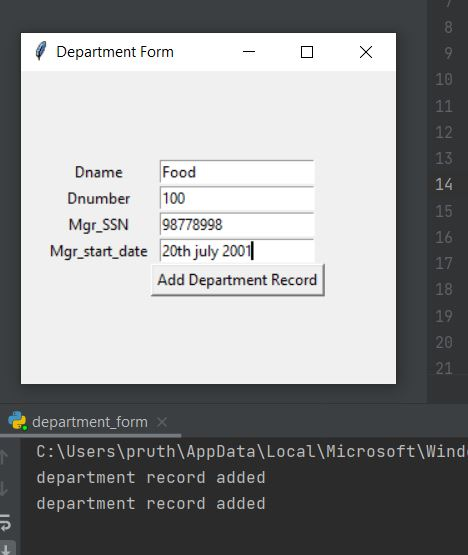 Department Form
Dname Food
Dnumber 100
Mgr_SSN 98778998
Mgr_start_date 20th july 2001
Add Department Record
8
9
10
11
12
13
14
15
16
17
18
19
20
21
department_form
C:\Users\pruth\AppData\Local\Microsoft\Windo
department record added
department record added